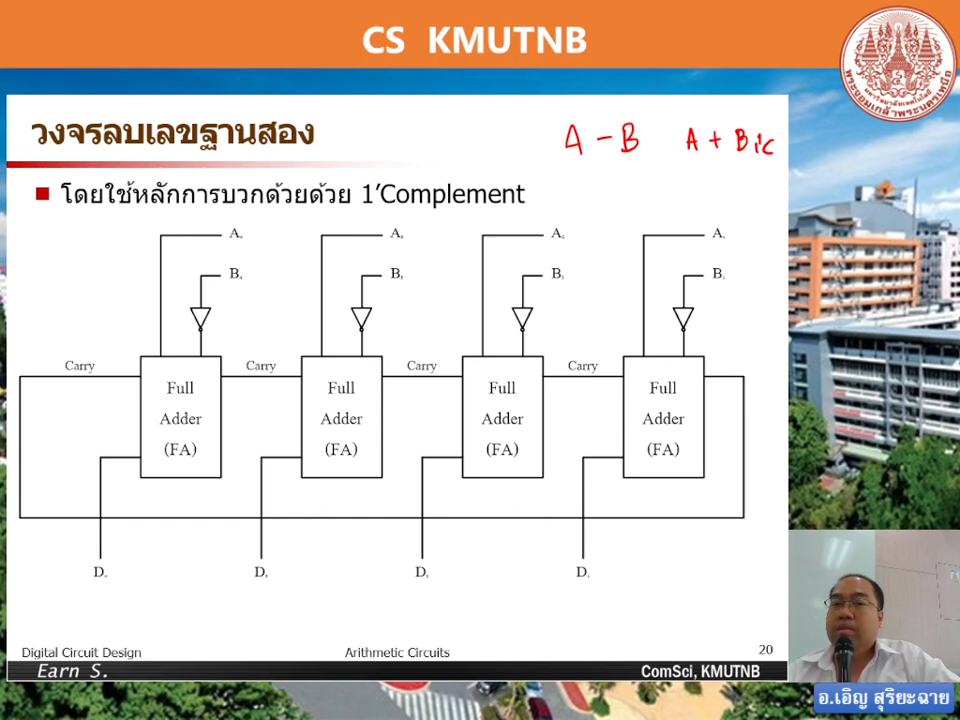 CS KMUTNB
วงจรลบเลขฐานสอง
A - B A + B1'C
โดยใช้หลักการบวกด้วยด้วย 1'Complement
A A A A
B B B B
Carry Carry Carry Carry
Full Full Full Full
Adder Adder Adder Adder
(FA) (FA) (FA) (FA)
D D D D
Digital Circuit Design Arithmetic Circuits 20
Earn S. ComSci, KMUTNB
อ.เอิญ สุริยะฉาย